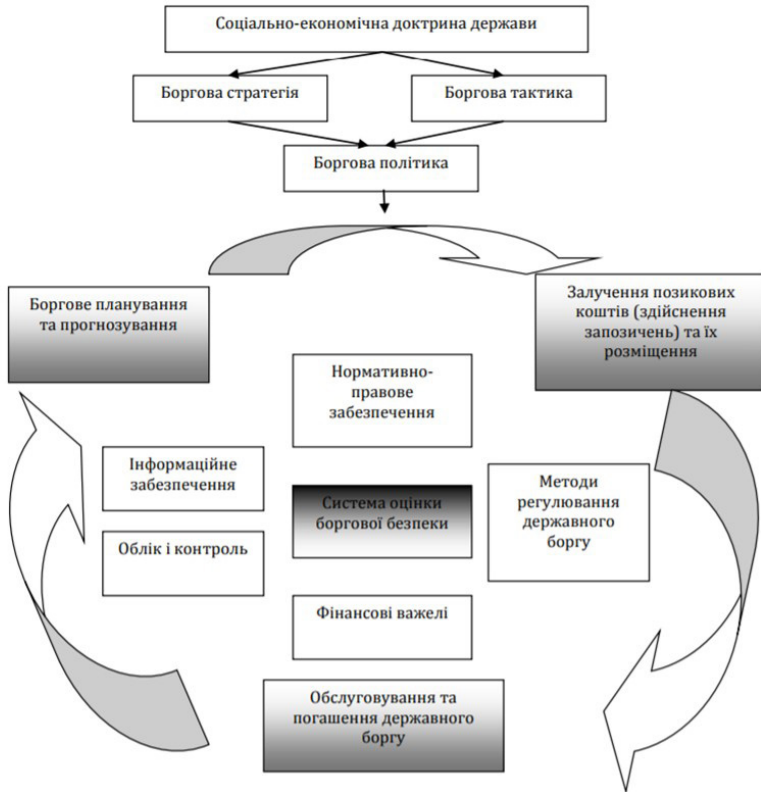 Соціально-економічна доктрина держави
Боргова стратегія
Боргова тактика
Боргова політика
Боргове планування
та прогнозування
Залучення позикових
коштів (здійснення
запозичень) та їх
розміщення
Нормативно-
правове
забезпечення
Інформаційне
забезпечення
Система оцінки
боргової безпеки
Методи
регулювання
державного
боргу
Облік і контроль
Фінансові важелі
Обслуговування та
погашення державного
боргу